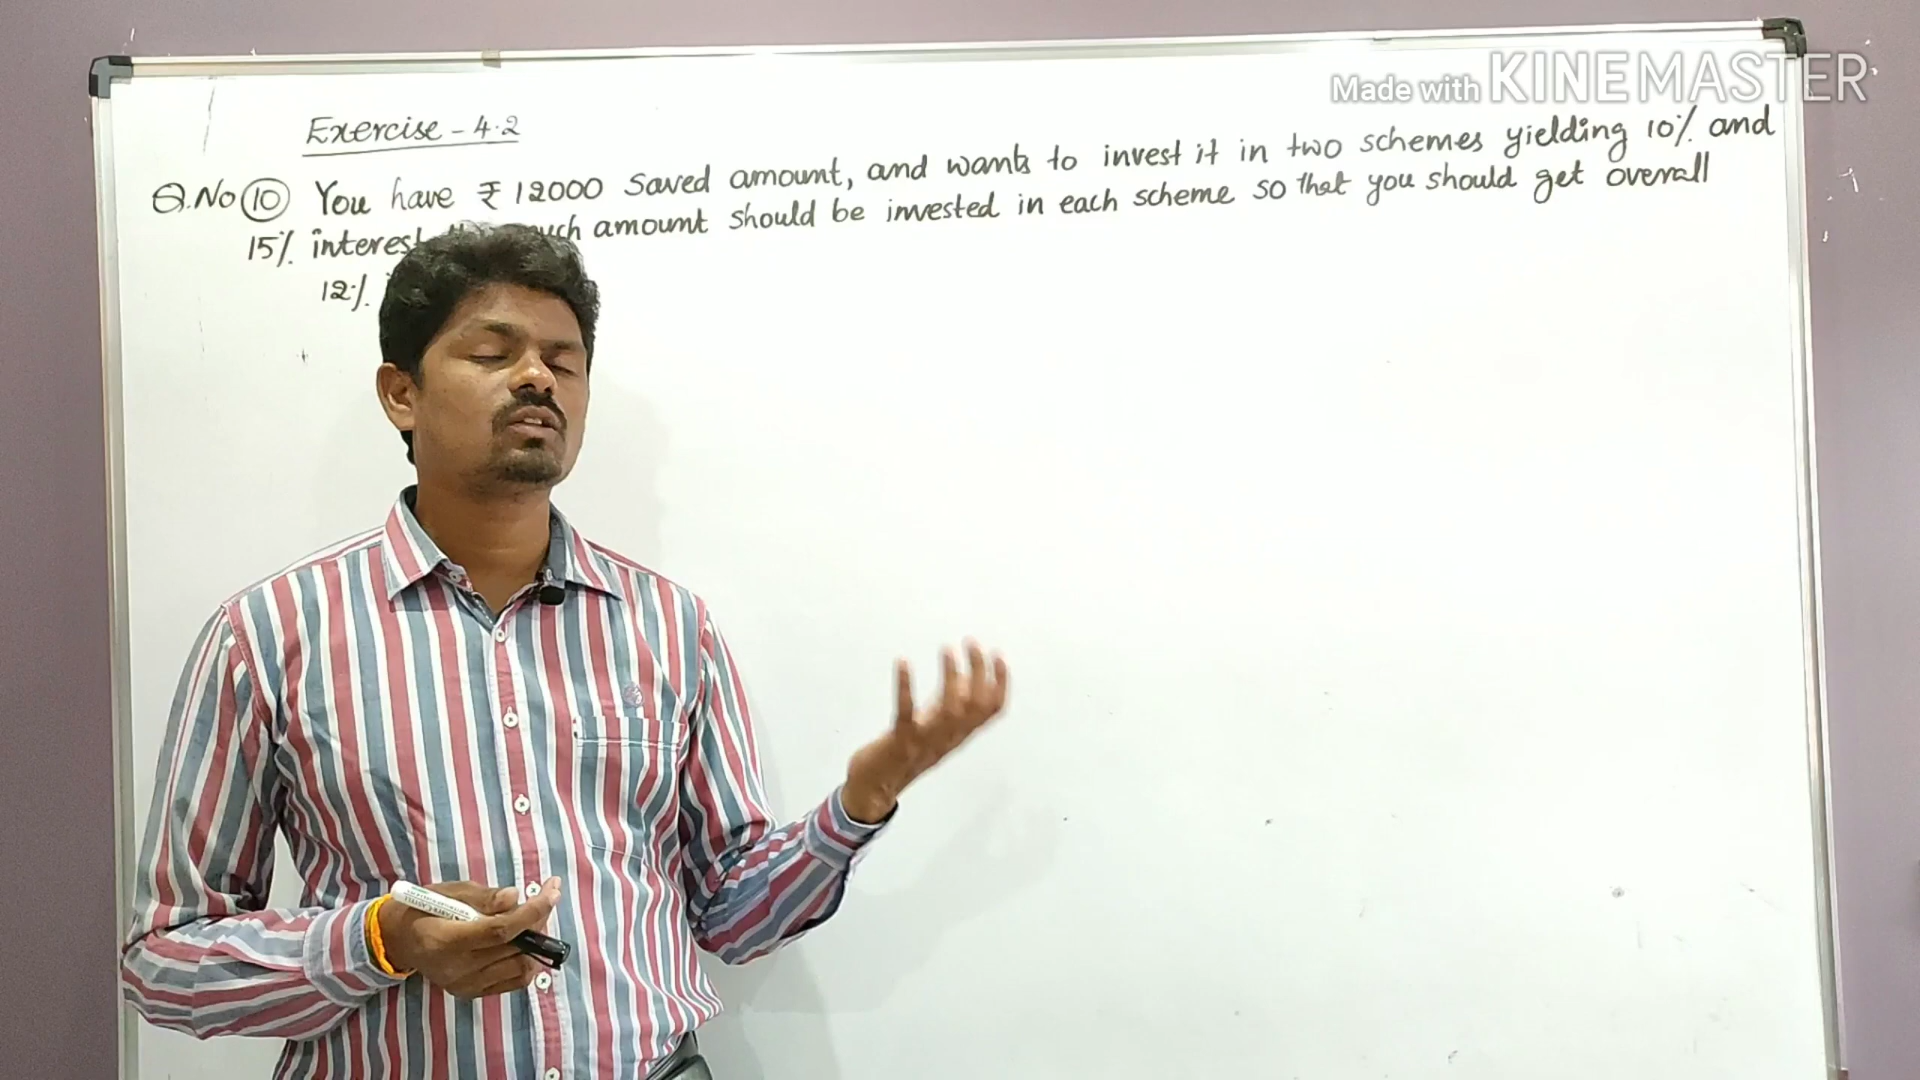 Made with KINEMASTER
Exercise - 4.2
Q.No 10 You have ₹ 12000 saved amount, and wants to invest it in two schemes yielding 10% and
15% interest amount should be invested in each scheme so that you should get overall
12%